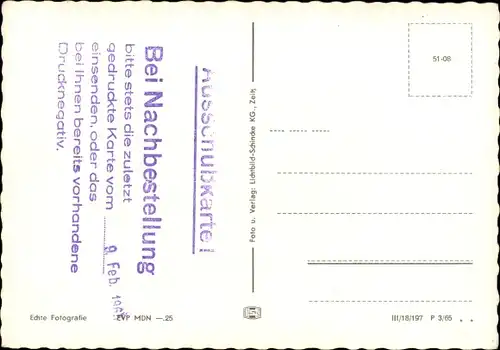 Ausschußkarte!
Bei Nachbestellung
bitte stets die zuletzt
gedruckte Karte vom
9. Feb.
einsenden, oder das
bei Ihnen bereits vorhandene
Drucknegativ.
Foto u. Verlag: Lichtbild-Schincke KG., Zeitz
51-08
Echte Fotografie
EVP MDN —.25
III/18/197 P 3/65